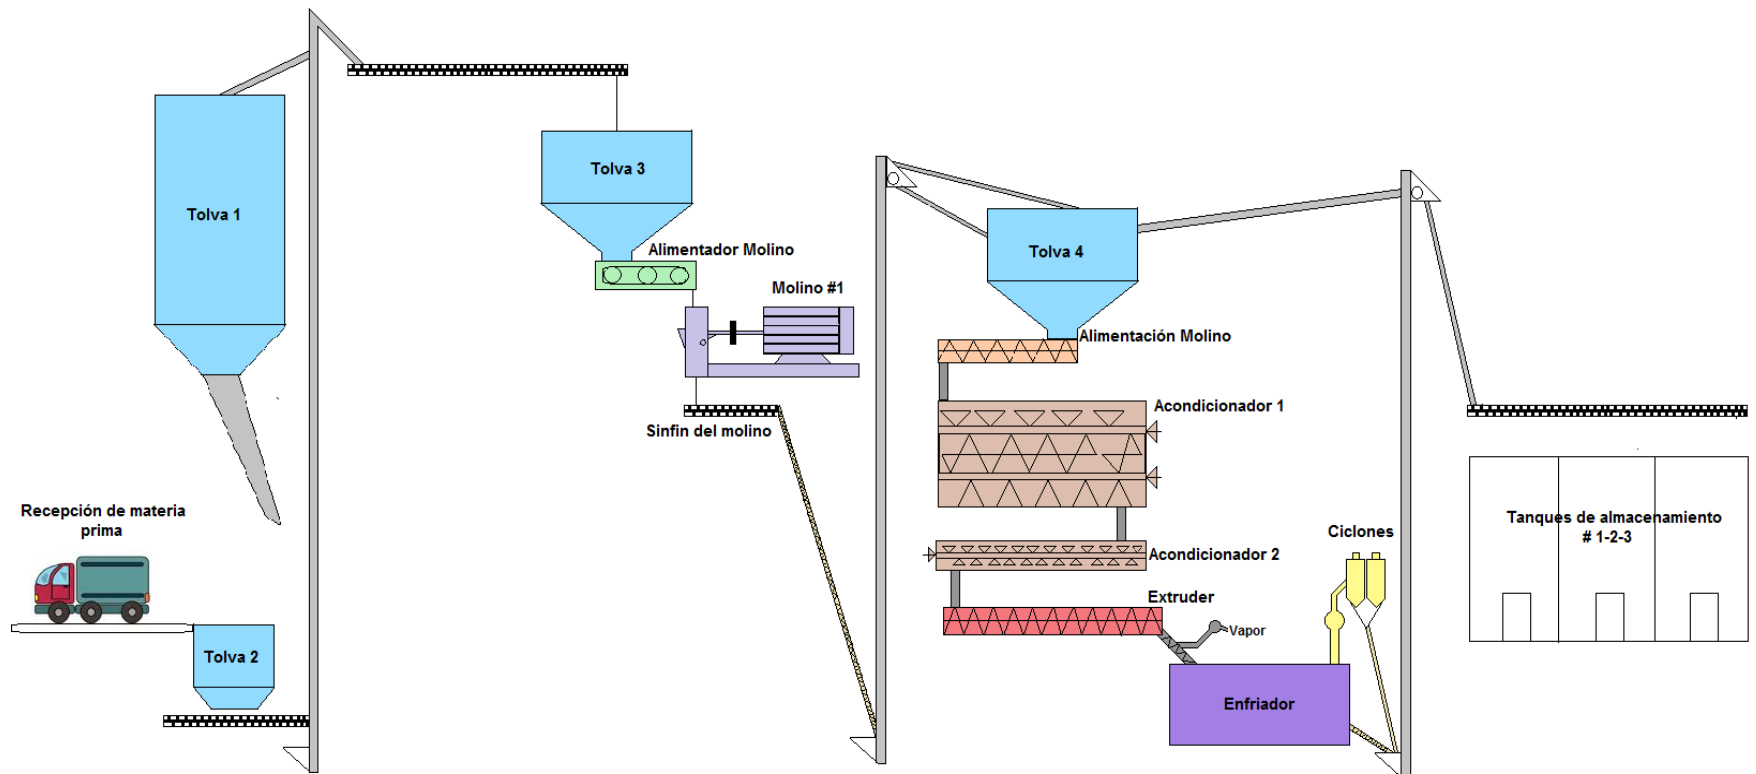 Tolva 1
Recepción de materia
prima
Tolva 2
Tolva 3
Alimentador Molino
Molino #1
Sinfin del molino
Tolva 4
Alimentación Molino
Acondicionador 1
Acondicionador 2
Extruder
Vapor
Enfriador
Ciclones
Tanques de almacenamiento
# 1-2-3